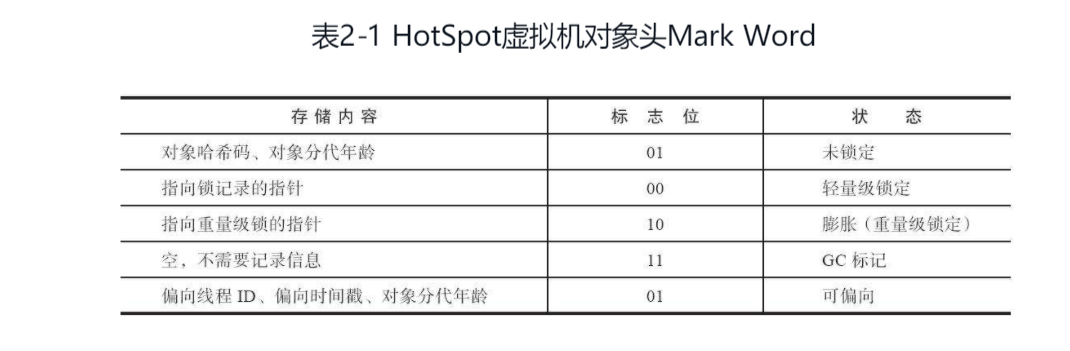 表2-1 HotSpot虚拟机对象头Mark Word
存储内容 标志位 状态
对象哈希码、对象分代年龄 01 未锁定
指向锁记录的指针 00 轻量级锁定
指向重量级锁的指针 10 膨胀（重量级锁定）
空，不需要记录信息 11 GC 标记
偏向线程 ID、偏向时间戳、对象分代年龄 01 可偏向